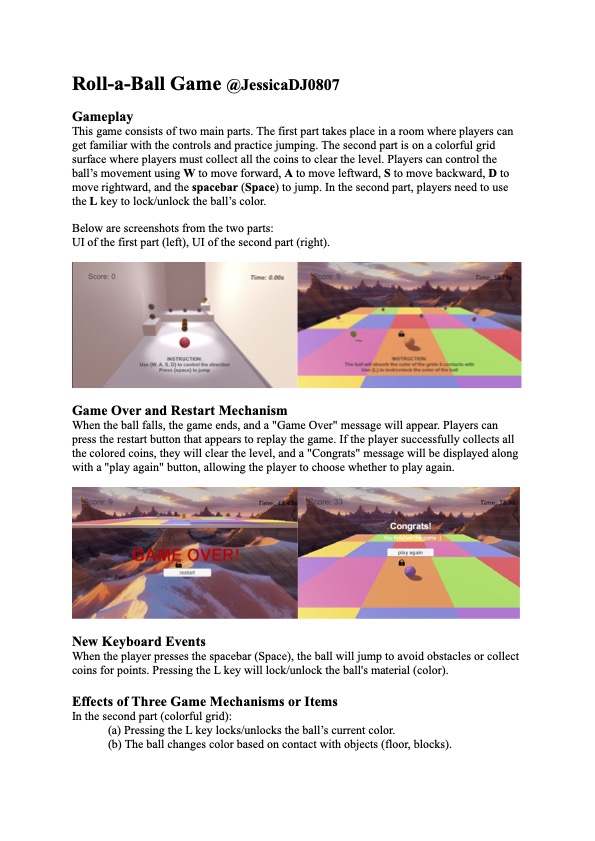 Roll-a-Ball Game @JessicaDJ0807
Gameplay
This game consists of two main parts. The first part takes place in a room where players can
get familiar with the controls and practice jumping. The second part is on a colorful grid
surface where players must collect all the coins to clear the level. Players can control the
ball’s movement using W to move forward, A to move leftward, S to move backward, D to
move rightward, and the spacebar (Space) to jump. In the second part, players need to use
the L key to lock/unlock the ball’s color.
Below are screenshots from the two parts:
UI of the first part (left), UI of the second part (right).
Score: 0
Time: 0.00s
INSTRUCTION:
Use [W, A, S, D] to control the direction
Press [space] to jump
Score: 9
Time:
INSTRUCTION:
The ball will absorb the color of the grids it contacts with
Use [L] to lock/unlock the color of the ball
Game Over and Restart Mechanism
When the ball falls, the game ends, and a "Game Over" message will appear. Players can
press the restart button that appears to replay the game. If the player successfully collects all
the colored coins, they will clear the level, and a "Congrats" message will be displayed along
with a "play again" button, allowing the player to choose whether to play again.
Score:
Time:
GAME OVER!
restart
Score: 33
Time:
Congrats!
You finished the game :)
play again
New Keyboard Events
When the player presses the spacebar (Space), the ball will jump to avoid obstacles or collect
coins for points. Pressing the L key will lock/unlock the ball's material (color).
Effects of Three Game Mechanisms or Items
In the second part (colorful grid):
(a) Pressing the L key locks/unlocks the ball’s current color.
(b) The ball changes color based on contact with objects (floor, blocks).